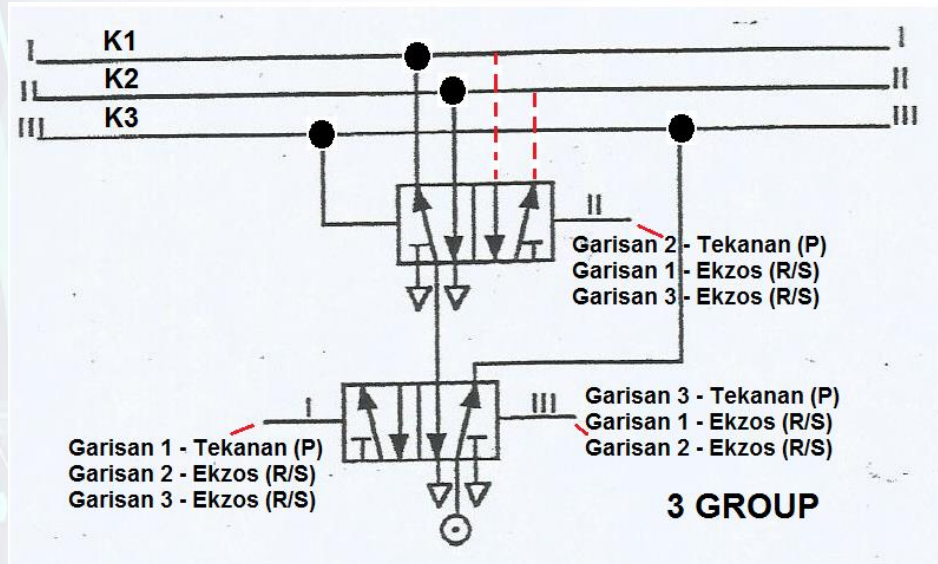 I K1 I
II K2 II
III K3 III
II
Garisan 2 - Tekanan (P)
Garisan 1 - Ekzos (R/S)
Garisan 3 - Ekzos (R/S)
I
Garisan 1 - Tekanan (P)
Garisan 2 - Ekzos (R/S)
Garisan 3 - Ekzos (R/S)
III
Garisan 3 - Tekanan (P)
Garisan 1 - Ekzos (R/S)
Garisan 2 - Ekzos (R/S)
3 GROUP